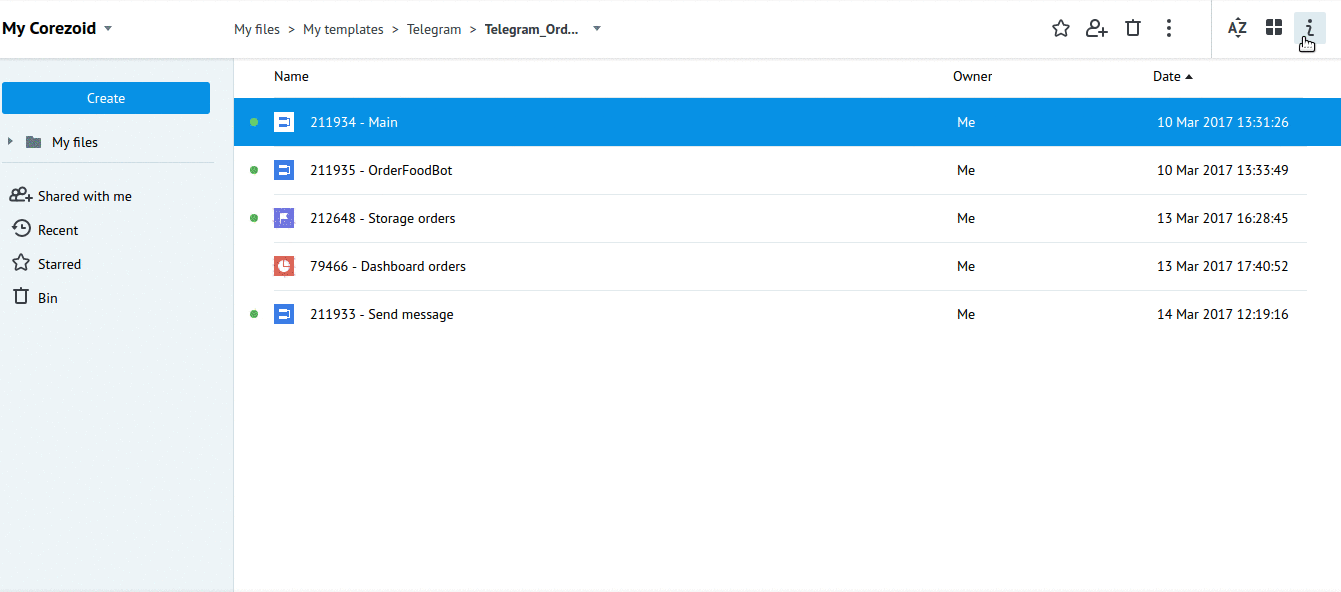 My Corezoid
My files > My templates > Telegram > Telegram_Ord...
AZ
Create
My files
Shared with me
Recent
Starred
Bin
Name Owner Date
211934 - Main Me 10 Mar 2017 13:31:26
211935 - OrderFoodBot Me 10 Mar 2017 13:33:49
212648 - Storage orders Me 13 Mar 2017 16:28:45
79466 - Dashboard orders Me 13 Mar 2017 17:40:52
211933 - Send message Me 14 Mar 2017 12:19:16